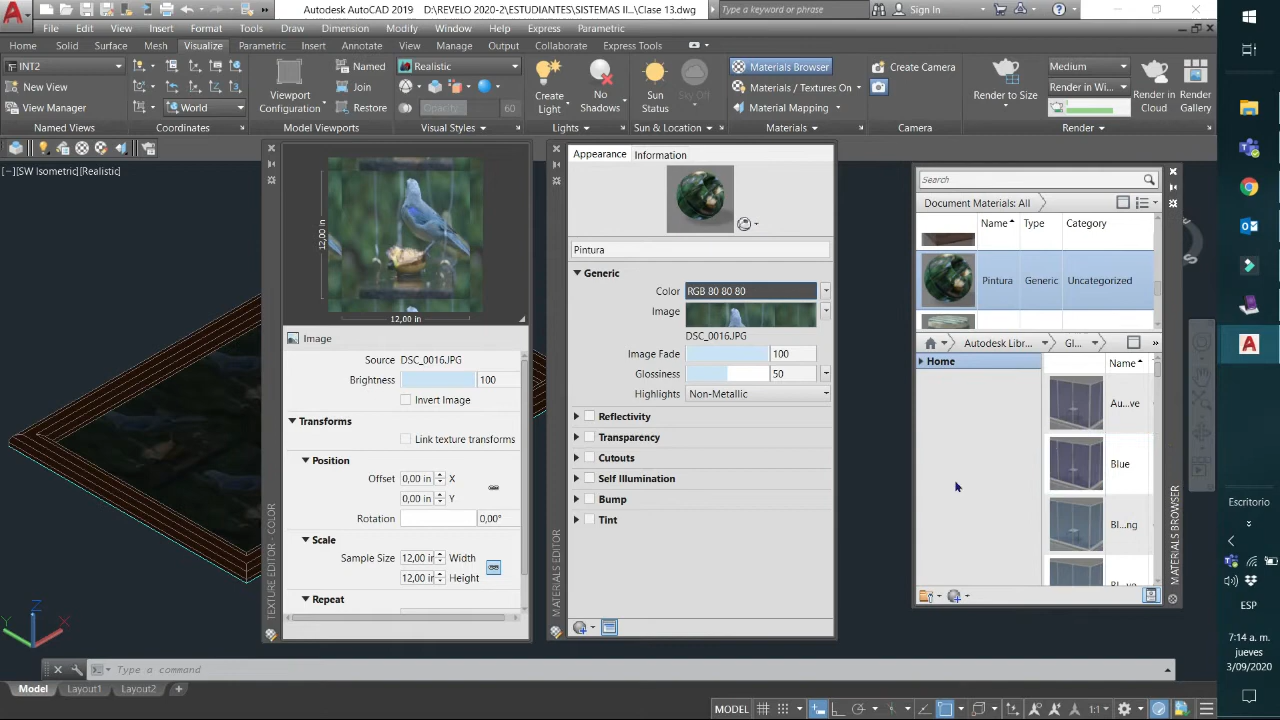 Autodesk AutoCAD 2019 D:\REVELO 2020-2\ESTUDIANTES\SISTEMAS II...\Clase 13.dwg
Type a keyword or phrase
Sign In
File Edit View Insert Format Tools Draw Dimension Modify Window Help Express Parametric
Home Solid Surface Mesh Visualize Parametric Insert Annotate View Manage Output Collaborate Express Tools
INT2
New View
View Manager
Named Views
World
Coordinates
Viewport
Configuration
Named
Join
Restore
Model Viewports
Realistic
Opacity 60
Visual Styles
Create
Light
No
Shadows
Lights
Sun
Status
Sky Off
Sun & Location
Materials Browser
Materials / Textures On
Material Mapping
Materials
Create Camera
Camera
Render to Size
Medium
Render in Wi...
Render in
Cloud
Render
Gallery
Render
[−][SW Isometric][Realistic]
12,00 in
12,00 in
Image
Source DSC_0016.JPG
Brightness 100
Invert Image
Transforms
Link texture transforms
Position
Offset 0,00 in X
0,00 in Y
Rotation 0,00°
Scale
Sample Size 12,00 in Width
12,00 in Height
Repeat
TEXTURE EDITOR - COLOR
Appearance Information
Pintura
Generic
Color RGB 80 80 80
Image
DSC_0016.JPG
Image Fade 100
Glossiness 50
Highlights Non-Metallic
Reflectivity
Transparency
Cutouts
Self Illumination
Bump
Tint
MATERIALS EDITOR
Search
Document Materials: All
Name Type Category
Pintura Generic Uncategorized
Autodesk Libr... Gl...
Home
Name
Au...ve
Blue
Bl...ng
MATERIALS BROWSER
Z
Y
X
Type a command
Model Layout1 Layout2 +
MODEL
1:1
Escritorio
ESP
7:14 a. m.
jueves
3/09/2020